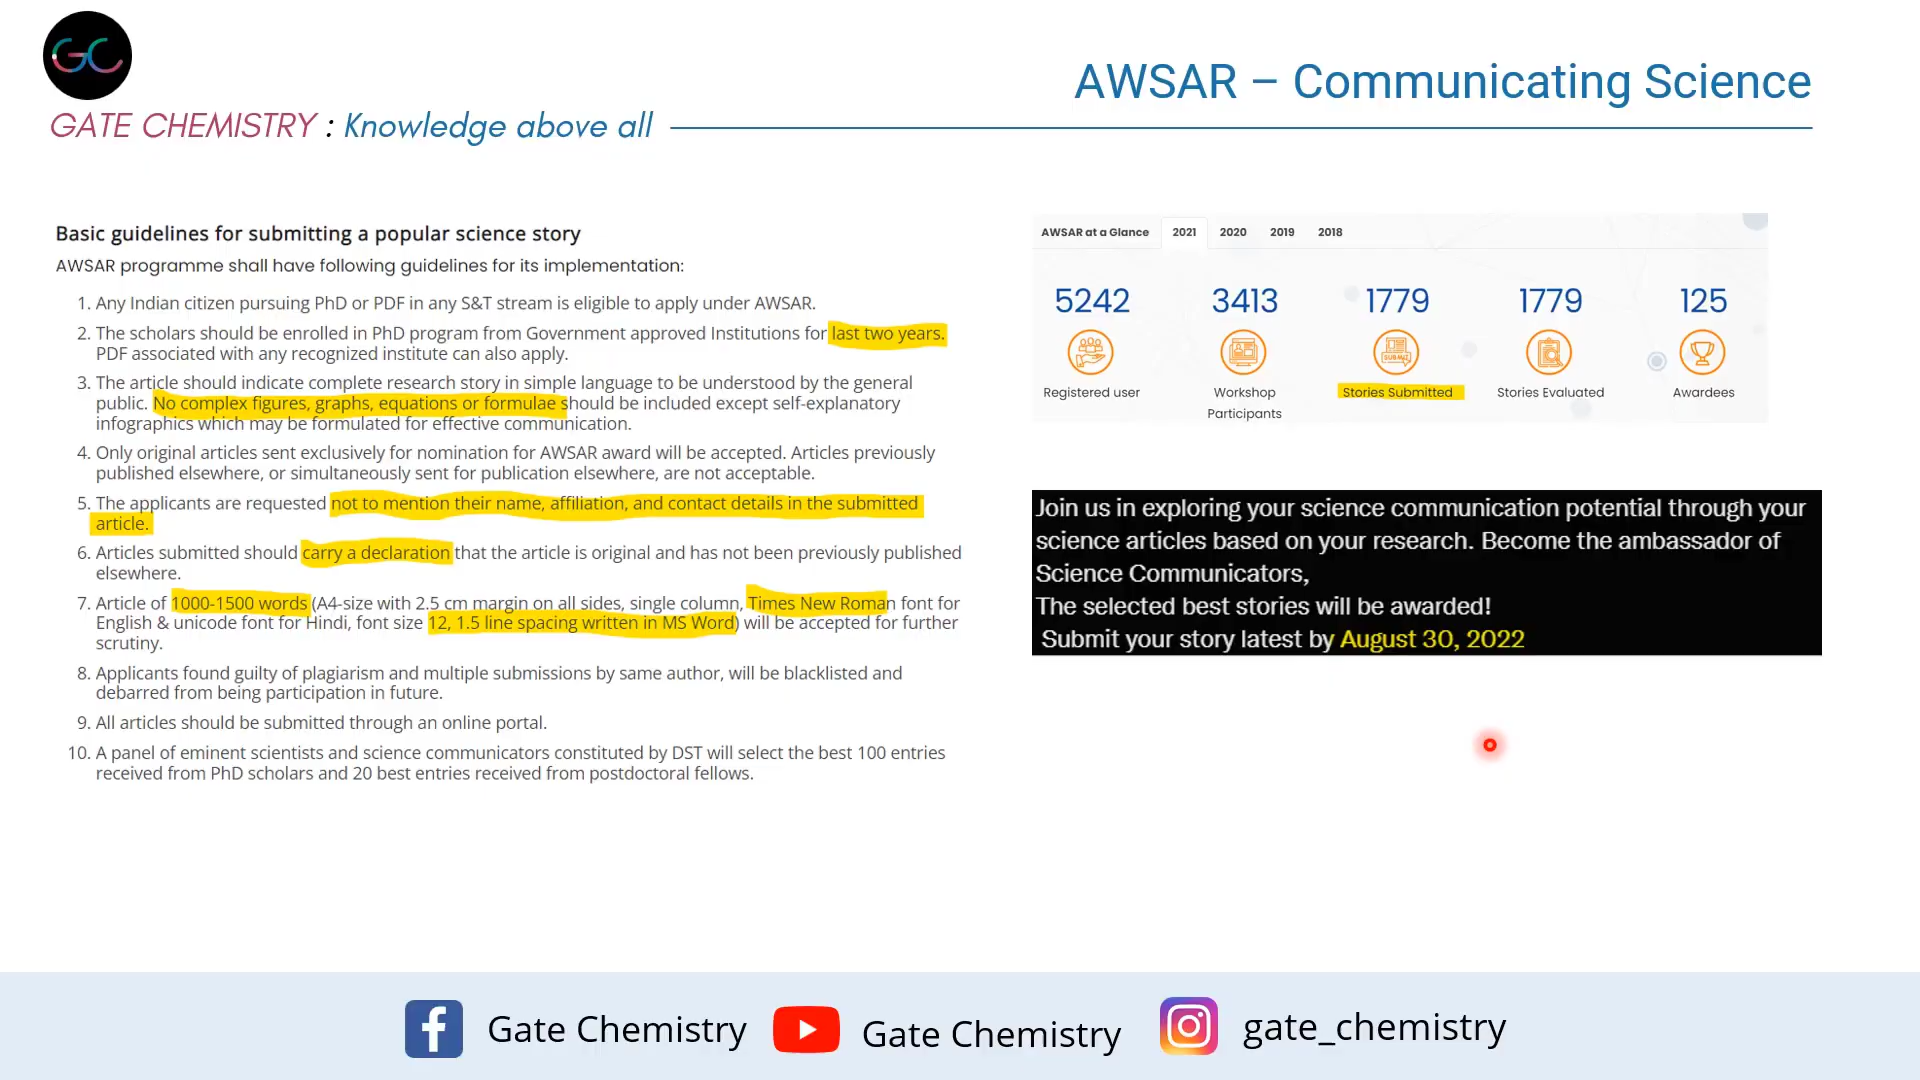 GC
AWSAR – Communicating Science
GATE CHEMISTRY : Knowledge above all
Basic guidelines for submitting a popular science story
AWSAR programme shall have following guidelines for its implementation:
1. Any Indian citizen pursuing PhD or PDF in any S&T stream is eligible to apply under AWSAR.
2. The scholars should be enrolled in PhD program from Government approved Institutions for last two years.
PDF associated with any recognized institute can also apply.
3. The article should indicate complete research story in simple language to be understood by the general
public. No complex figures, graphs, equations or formulae should be included except self-explanatory
infographics which may be formulated for effective communication.
4. Only original articles sent exclusively for nomination for AWSAR award will be accepted. Articles previously
published elsewhere, or simultaneously sent for publication elsewhere, are not acceptable.
5. The applicants are requested not to mention their name, affiliation, and contact details in the submitted
article.
6. Articles submitted should carry a declaration that the article is original and has not been previously published
elsewhere.
7. Article of 1000-1500 words (A4-size with 2.5 cm margin on all sides, single column, Times New Roman font for
English & unicode font for Hindi, font size 12, 1.5 line spacing written in MS Word) will be accepted for further
scrutiny.
8. Applicants found guilty of plagiarism and multiple submissions by same author, will be blacklisted and
debarred from being participation in future.
9. All articles should be submitted through an online portal.
10. A panel of eminent scientists and science communicators constituted by DST will select the best 100 entries
received from PhD scholars and 20 best entries received from postdoctoral fellows.
AWSAR at a Glance 2021 2020 2019 2018
5242 3413 1779 1779 125
SUBMIT
Registered user Workshop Stories Submitted Stories Evaluated Awardees
Participants
Join us in exploring your science communication potential through your
science articles based on your research. Become the ambassador of
Science Communicators,
The selected best stories will be awarded!
Submit your story latest by August 30, 2022
Gate Chemistry Gate Chemistry gate_chemistry